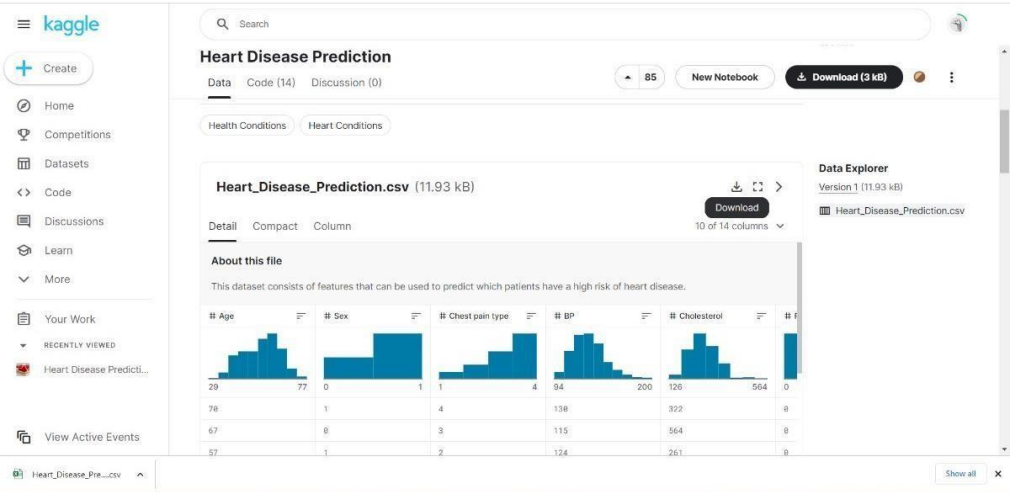 kaggle
Search
Create
Home
Competitions
Datasets
Code
Discussions
Learn
More
Your Work
RECENTLY VIEWED
Heart Disease Predicti...
View Active Events
Heart Disease Prediction
Data Code (14) Discussion (0)
85 New Notebook Download (3 kB)
Health Conditions Heart Conditions
Heart_Disease_Prediction.csv (11.93 kB)
Download
Detail Compact Column 10 of 14 columns
About this file
This dataset consists of features that can be used to predict which patients have a high risk of heart disease.
# Age # Sex # Chest pain type # BP # Cholesterol # F
29 77 0 1 1 4 94 200 126 564 0
70 1 4 130 322 0
67 0 3 115 564 0
57 1 2 124 261 0
Data Explorer
Version 1 (11.93 kB)
Heart_Disease_Prediction.csv
Heart_Disease_Pre....csv
Show all